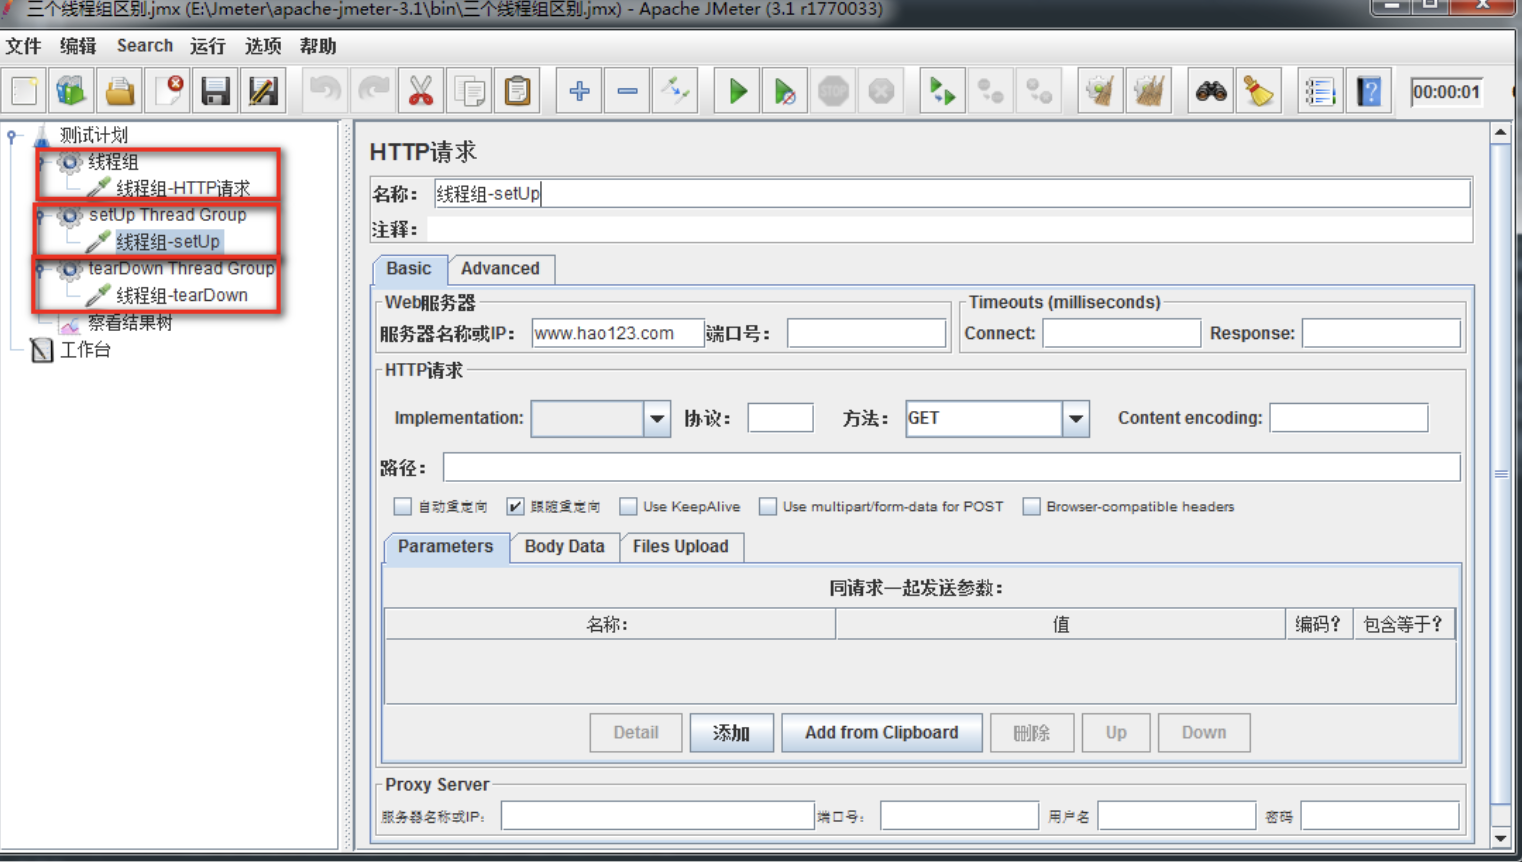 三个线程组区别.jmx (E:\Jmeter\apache-jmeter-3.1\bin\三个线程组区别.jmx) - Apache JMeter (3.1 r1770033)
文件 编辑 Search 运行 选项 帮助
STOP
00:00:01
测试计划
线程组
线程组-HTTP请求
setUp Thread Group
线程组-setUp
tearDown Thread Group
线程组-tearDown
察看结果树
工作台
HTTP请求
名称： 线程组-setUp
注释：
Basic Advanced
Web服务器 Timeouts (milliseconds)
服务器名称或IP： www.hao123.com 端口号： Connect: Response:
HTTP请求
Implementation: 协议： 方法： GET Content encoding:
路径：
自动重定向 跟随重定向 Use KeepAlive Use multipart/form-data for POST Browser-compatible headers
Parameters Body Data Files Upload
同请求一起发送参数：
名称： 值 编码？ 包含等于？
Detail 添加 Add from Clipboard 删除 Up Down
Proxy Server
服务器名称或IP： 端口号： 用户名 密码